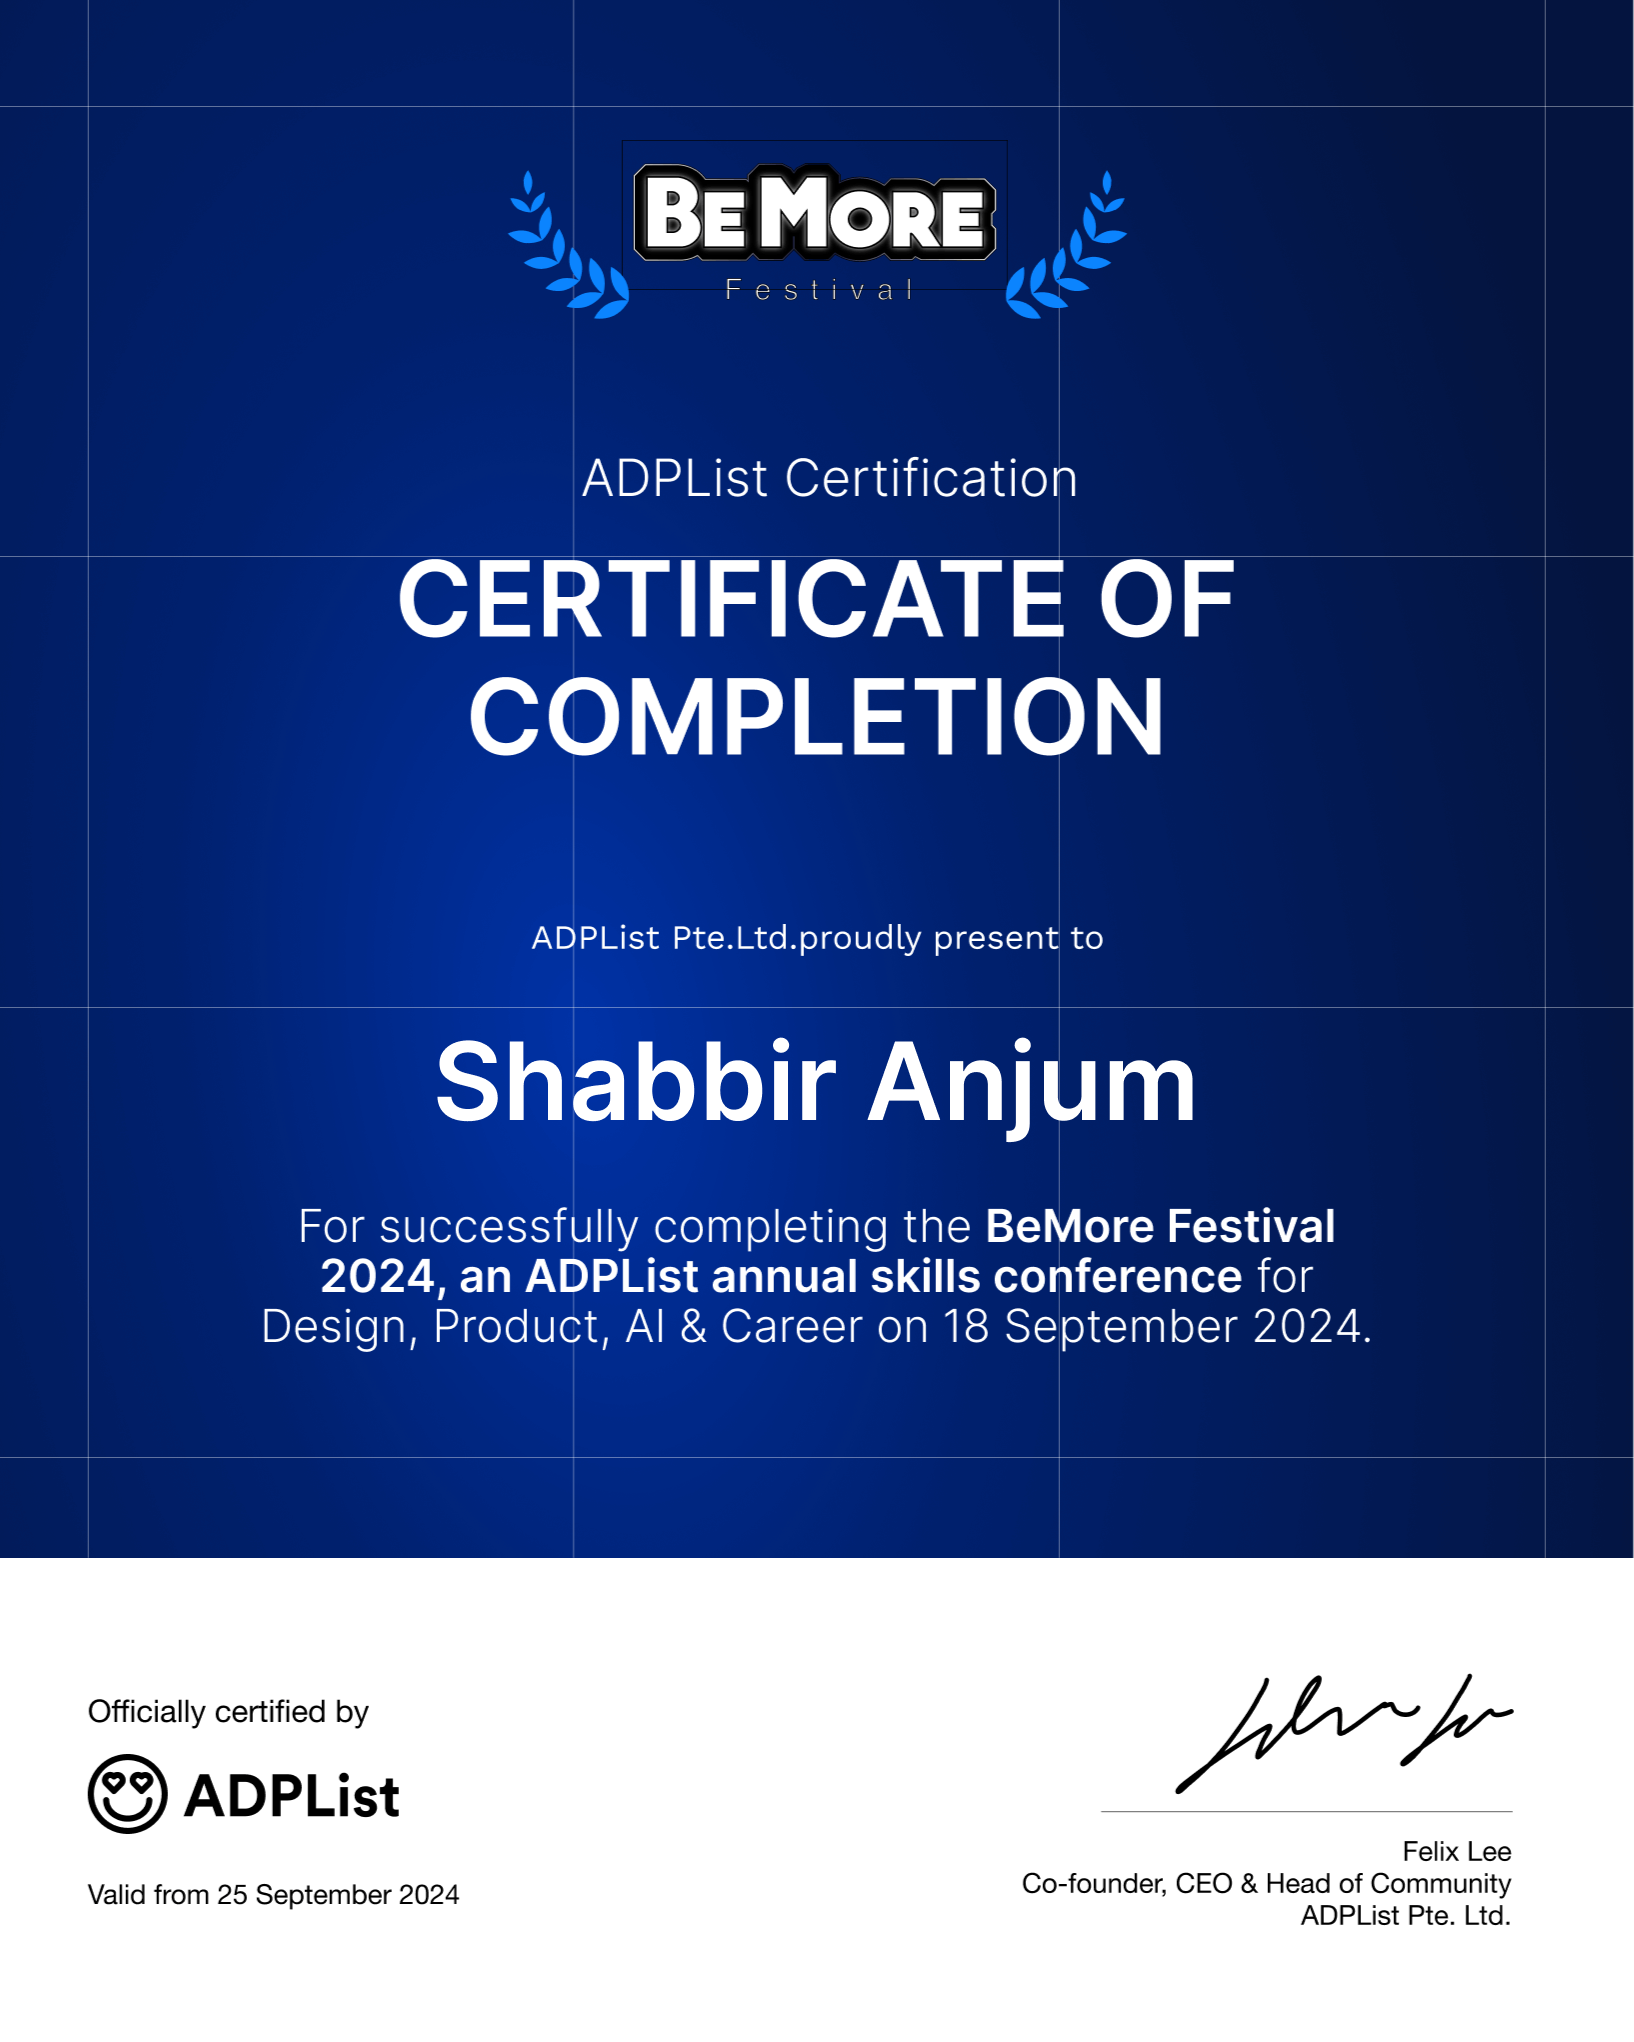 BEMORE
Festival
ADPList Certification
CERTIFICATE OF
COMPLETION
ADPList Pte.Ltd.proudly present to
Shabbir Anjum
For successfully completing the BeMore Festival
2024, an ADPList annual skills conference for
Design, Product, AI & Career on 18 September 2024.
Officially certified by
ADPList
Valid from 25 September 2024
Felix Lee
Co-founder, CEO & Head of Community
ADPList Pte. Ltd.